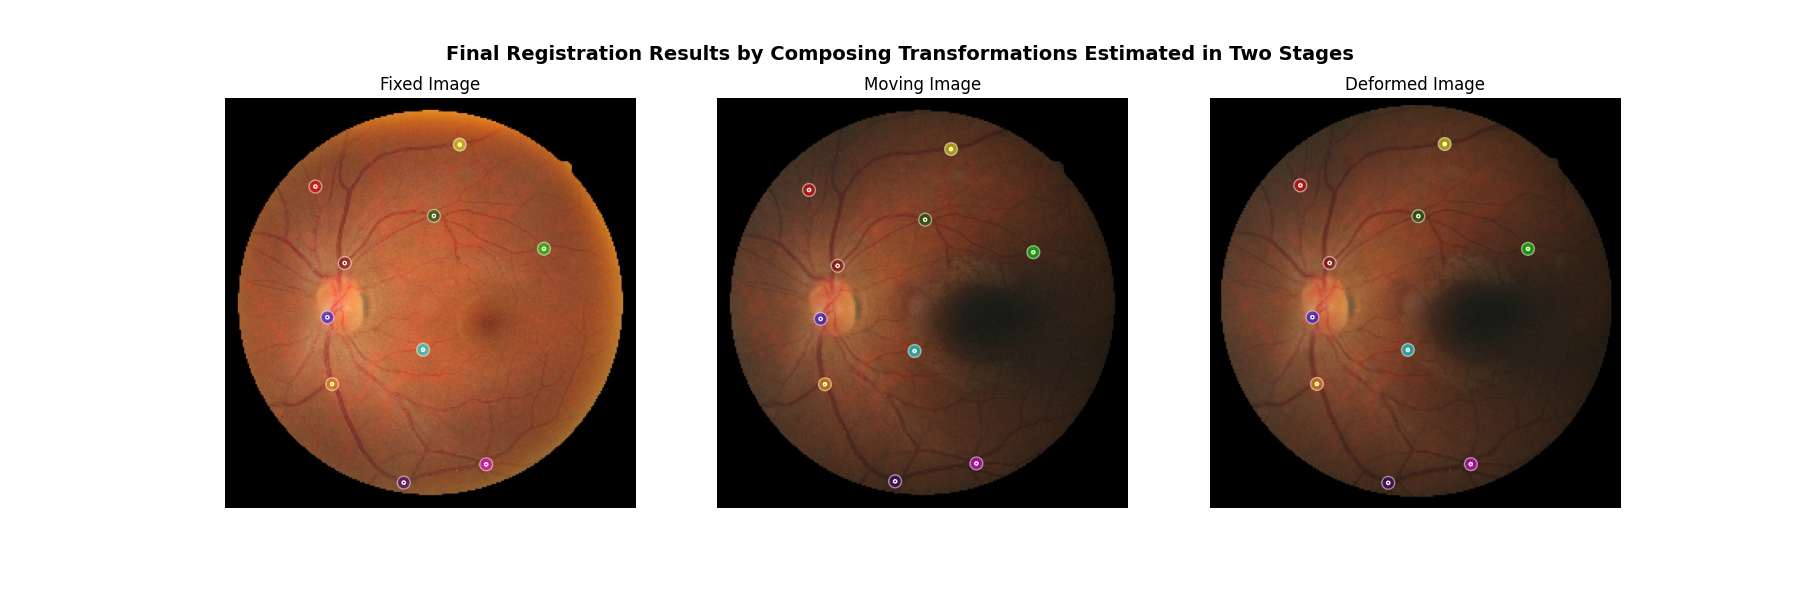 Final Registration Results by Composing Transformations Estimated in Two Stages
Fixed Image
Moving Image
Deformed Image